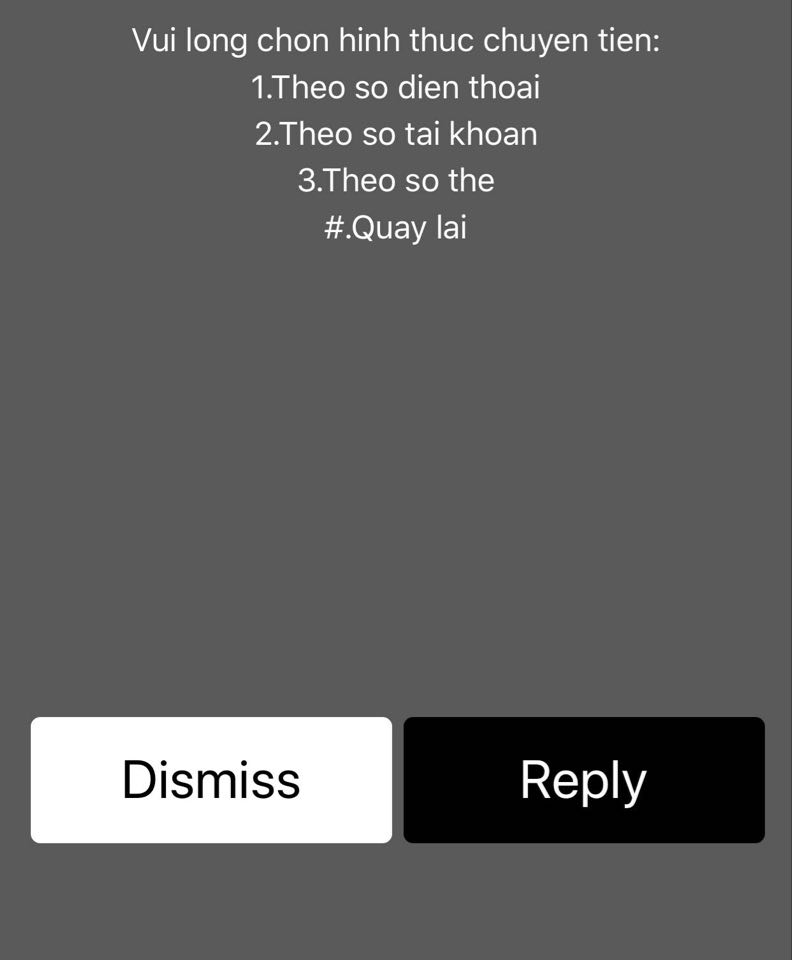 Vui long chon hinh thuc chuyen tien:
1.Theo so dien thoai
2.Theo so tai khoan
3.Theo so the
#.Quay lai
Dismiss
Reply